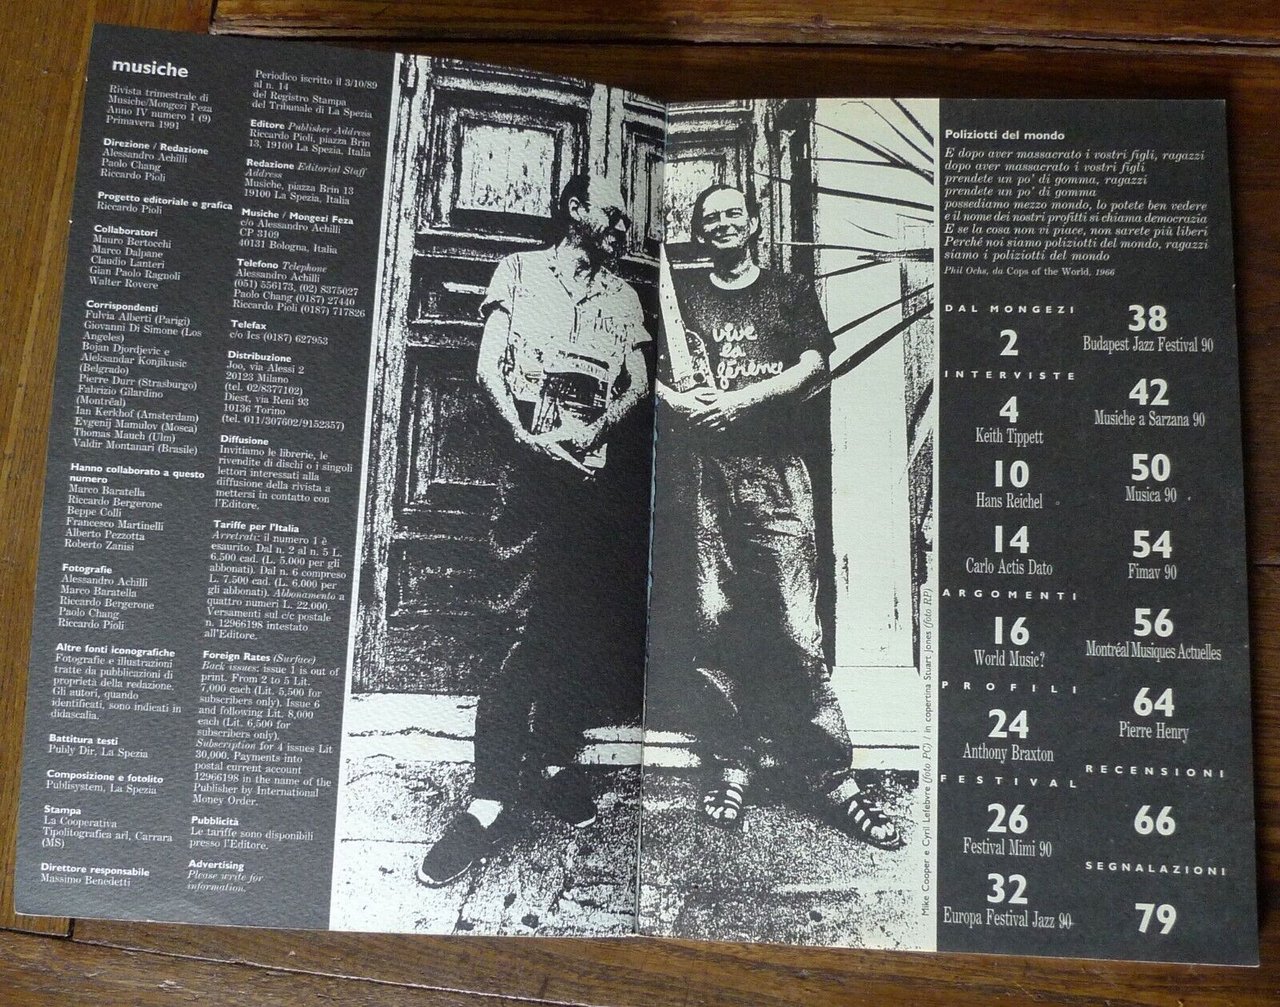 musiche
Rivista trimestrale di
Musiche/Mongezi Feza
Anno IV numero 1 (9)
Primavera 1991
Direzione / Redazione
Alessandro Achilli
Paolo Chang
Riccardo Pioli
Progetto editoriale e grafica
Riccardo Pioli
Collaboratori
Mauro Bertocchi
Marco Dalpane
Claudio Lanteri
Gian Paolo Ragnoli
Walter Rovere
Corrispondenti
Fulvia Alberti (Parigi)
Giovanni Di Simone (Los
Angeles)
Bojan Djordjevic e
Aleksandar Konjikusic
(Belgrado)
Pierre Durr (Strasburgo)
Fabrizio Gilardino
(Montréal)
Ian Kerkhof (Amsterdam)
Evgenij Mamulov (Mosca)
Thomas Mauch (Ulm)
Valdir Montanari (Brasile)
Hanno collaborato a questo
numero
Marco Baratella
Riccardo Bergerone
Beppe Colli
Francesco Martinelli
Alberto Pezzotta
Roberto Zanisi
Fotografie
Alessandro Achilli
Marco Baratella
Riccardo Bergerone
Paolo Chang
Riccardo Pioli
Altre fonti iconografiche
Fotografie e illustrazioni
tratte da pubblicazioni di
proprietà della redazione.
Gli autori, quando
identificati, sono indicati in
didascalia.
Battitura testi
Publy Dir, La Spezia
Composizione e fotolito
Publisystem, La Spezia
Stampa
La Cooperativa
Tipolitografica arl, Carrara
(MS)
Direttore responsabile
Massimo Benedetti
Periodico iscritto il 3/10/89
al n. 14
del Registro Stampa
del Tribunale di La Spezia
Editore Publisher Address
Riccardo Pioli, piazza Brin
13, 19100 La Spezia, Italia
Redazione Editorial Staff
Address
Musiche, piazza Brin 13
19100 La Spezia, Italia
Musiche / Mongezi Feza
c/o Alessandro Achilli
CP 3109
40131 Bologna, Italia
Telefono Telephone
Alessandro Achilli
(051) 556173, (02) 8375027
Paolo Chang (0187) 27440
Riccardo Pioli (0187) 717826
Telefax
c/o Ics (0187) 627953
Distribuzione
Joo, via Alessi 2
20123 Milano
(tel. 02/8377102)
Diest, via Reni 93
10136 Torino
(tel. 011/307602/9152357)
Diffusione
Invitiamo le librerie, le
rivendite di dischi o i singoli
lettori interessati alla
diffusione della rivista a
mettersi in contatto con
l'Editore.
Tariffe per l'Italia
Arretrati: il numero 1 è
esaurito. Dal n. 2 al n. 5 L.
6.500 cad. (L. 5.000 per gli
abbonati). Dal n. 6 compreso
L. 7.500 cad. (L. 6.000 per
gli abbonati). Abbonamento a
quattro numeri L. 22.000.
Versamenti sul c/c postale
n. 12966198 intestato
all'Editore.
Foreign Rates (Surface)
Back issues: issue 1 is out of
print. From 2 to 5 Lit.
7,000 each (Lit. 5,500 for
subscribers only). Issue 6
and following Lit. 8,000
each (Lit. 6,500 for
subscribers only).
Subscription for 4 issues Lit
30,000. Payments into
postal current account
12966198 in the name of the
Publisher by International
Money Order.
Pubblicità
Le tariffe sono disponibili
presso l'Editore.
Advertising
Please write for
information.
vive
la
férience
Mike Cooper e Cyril Lefebvre (foto PC) / in copertina Stuart Jones (foto RP)
Poliziotti del mondo
E dopo aver massacrato i vostri figli, ragazzi
dopo aver massacrato i vostri figli
prendete un po' di gomma, ragazzi
prendete un po' di gomma
possediamo mezzo mondo, lo potete ben vedere
e il nome dei nostri profitti si chiama democrazia
E se la cosa non vi piace, non sarete più liberi
Perché noi siamo poliziotti del mondo, ragazzi
siamo i poliziotti del mondo
Phil Ochs, da Cops of the World, 1966
DAL MONGEZI
2
INTERVISTE
4
Keith Tippett
10
Hans Reichel
14
Carlo Actis Dato
ARGOMENTI
16
World Music?
PROFILI
24
Anthony Braxton
FESTIVAL
26
Festival Mimi 90
32
Europa Festival Jazz 90
38
Budapest Jazz Festival 90
42
Musiche a Sarzana 90
50
Musica 90
54
Fimav 90
56
Montréal Musiques Actuelles
64
Pierre Henry
RECENSIONI
66
SEGNALAZIONI
79